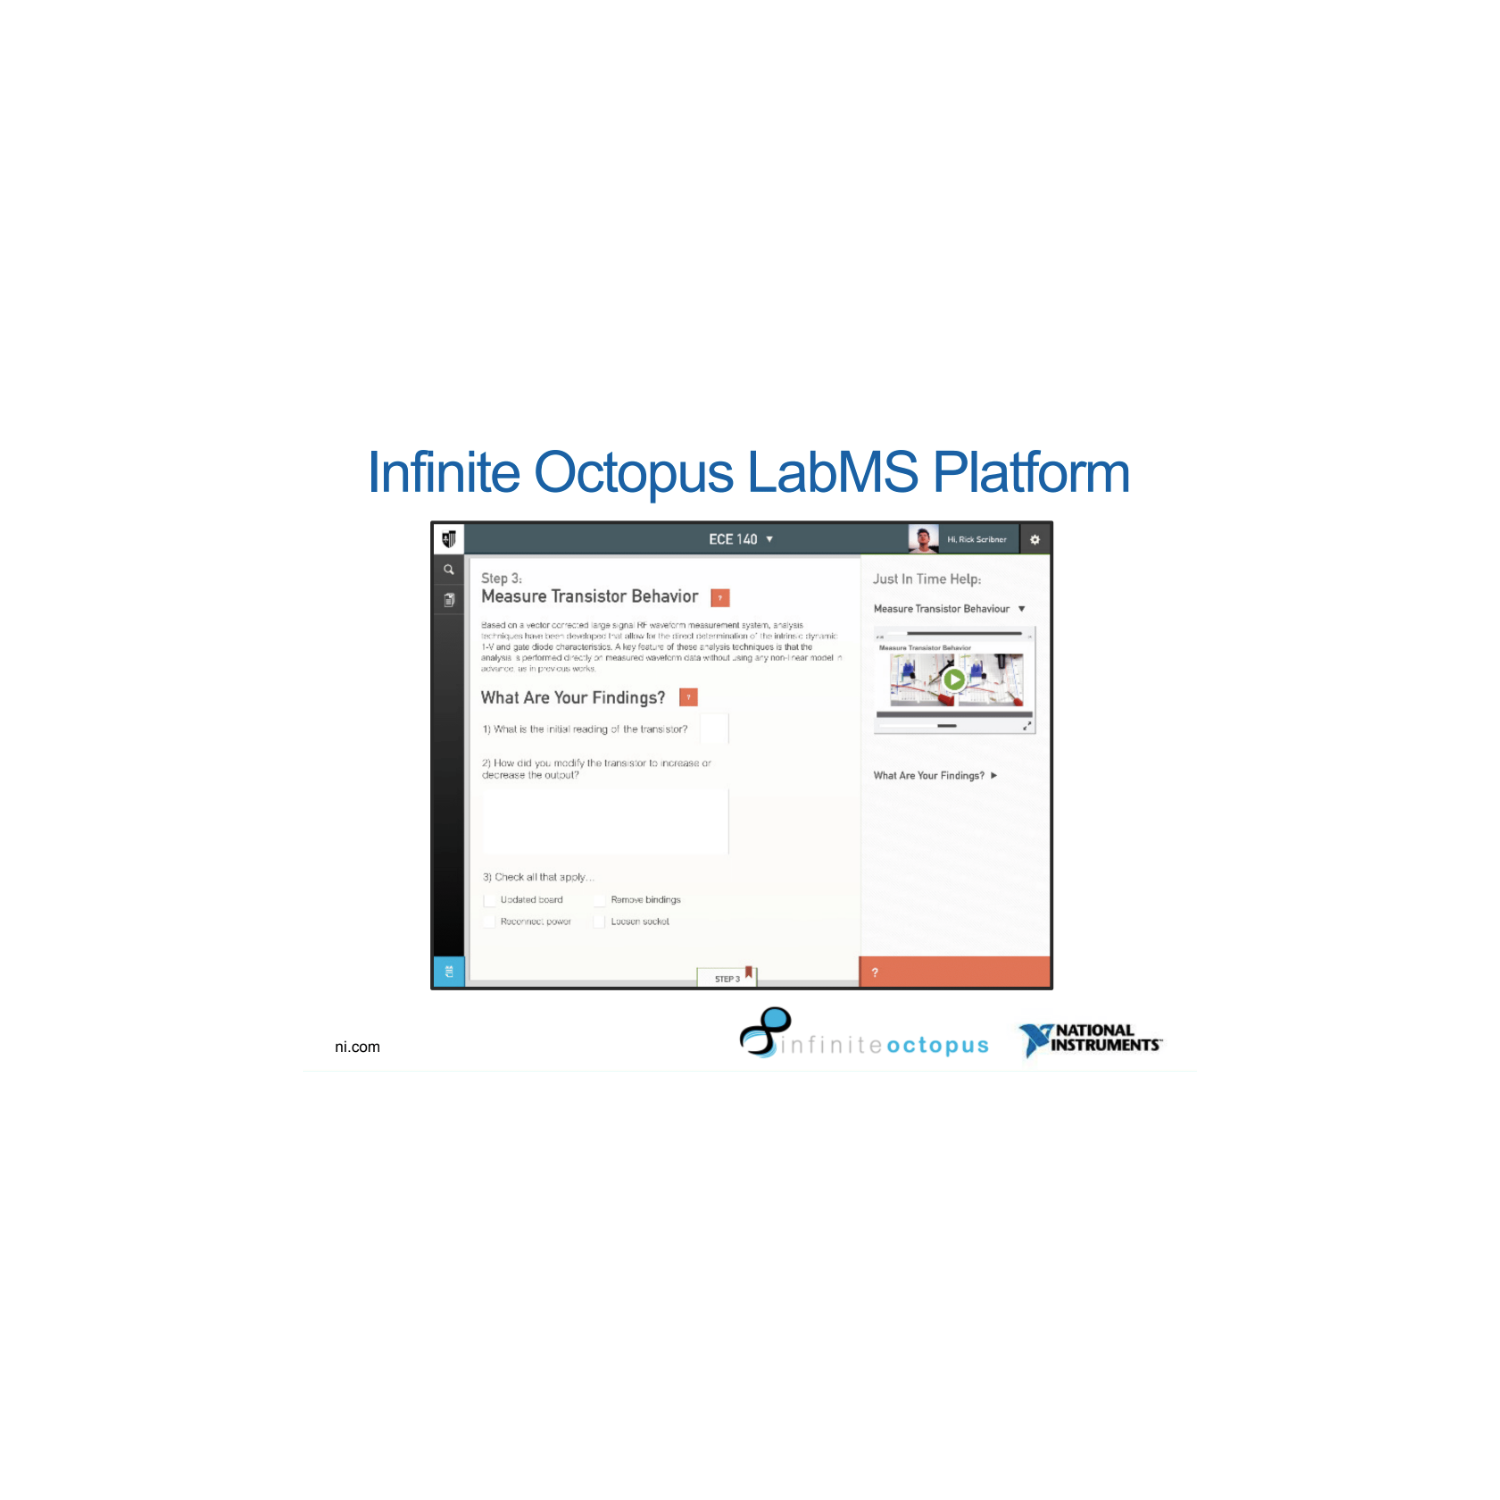 Infinite Octopus LabMS Platform
ECE 140
Hi, Rick Scribner
Step 3:
Measure Transistor Behavior ?
Based on a vector corrected large signal RF waveform measurement system, analysis
techniques have been developed that allow for the direct determination of the intrinsic dynamic
1-V and gate diode characteristics. A key feature of these analysis techniques is that the
analysis is performed directly on measured waveform data without using any non-linear model in
advance, as in previous works.
What Are Your Findings? ?
1) What is the initial reading of the transistor?
2) How did you modify the transistor to increase or
decrease the output?
3) Check all that apply...
Updated board Remove bindings
Reconnect power Loosen socket
STEP 3
Just In Time Help:
Measure Transistor Behaviour
Measure Transistor Behavior
What Are Your Findings?
?
ni.com
infiniteoctopus
NATIONAL
INSTRUMENTS™